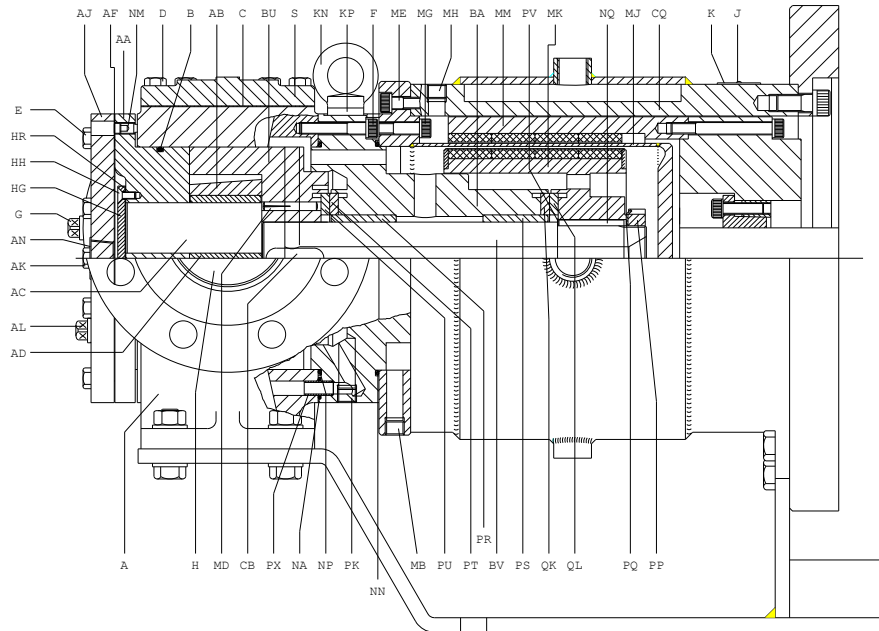 AJ AF NM D B AB C BU S KN KP F ME MG MH BA MM PV MK NQ MJ CQ K J
AA
E
HR
HH
HG
G
AN
AK
AC
AL
AD
A H MD CB PX NA NP PK MB PU PT BV PS QK QL PQ PP
PR
NN